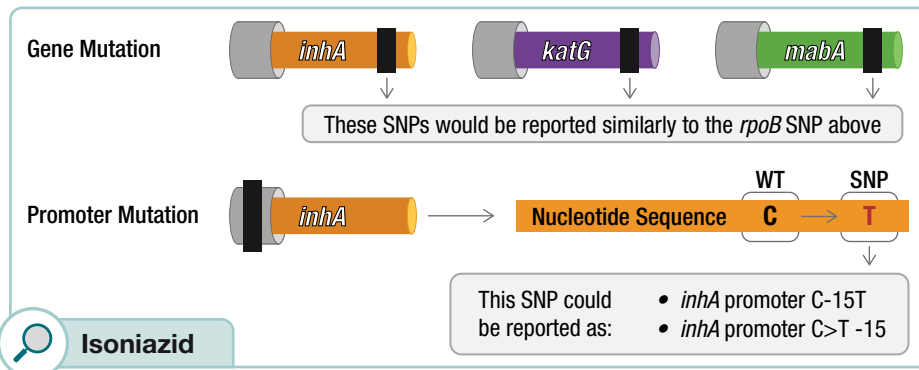 Gene Mutation
inhA
katG
mabA
These SNPs would be reported similarly to the rpoB SNP above
WT
SNP
Promoter Mutation
inhA
Nucleotide Sequence
C
T
This SNP could
be reported as:
• inhA promoter C-15T
• inhA promoter C>T -15
Isoniazid